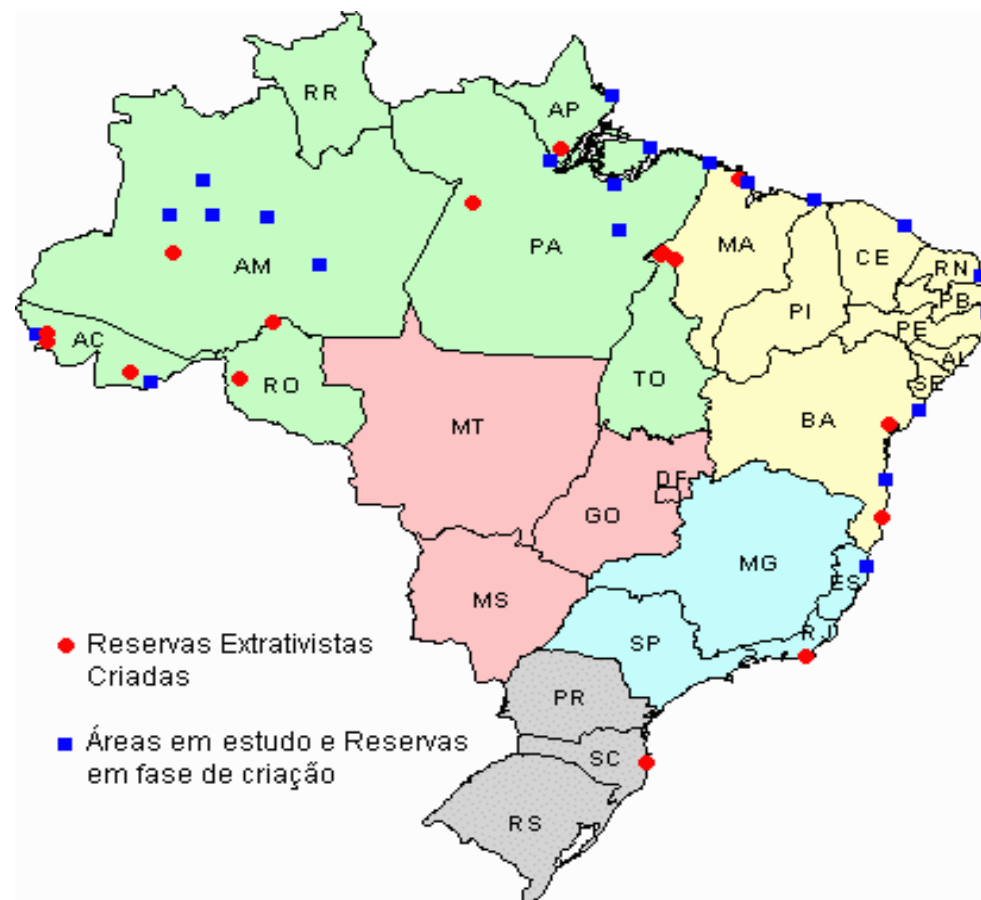 RR
AP
AM
PA
MA
CE
RN
PB
PI
PE
AL
SE
AC
RO
TO
BA
MT
DF
GO
MG
ES
MS
SP
RJ
PR
SC
RS
Reservas Extrativistas
Criadas
Áreas em estudo e Reservas
em fase de criação